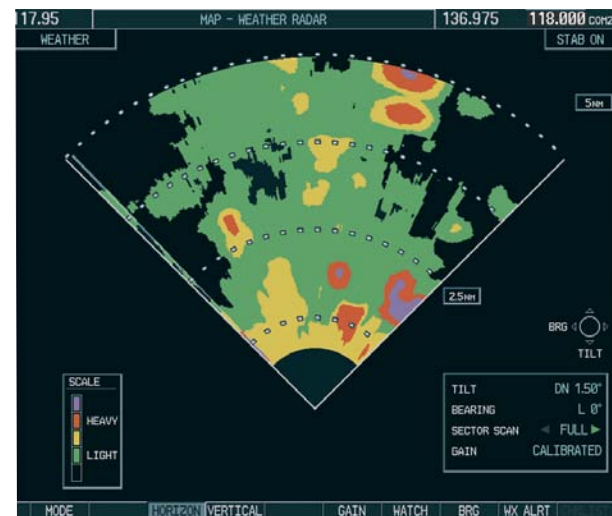 17.95 MAP – WEATHER RADAR 136.975 118.000 COM2
WEATHER STAB ON
5NM
2.5NM
BRG
TILT
SCALE
HEAVY
LIGHT
TILT DN 1.50°
BEARING L 0°
SECTOR SCAN FULL
GAIN CALIBRATED
MODE HORIZON VERTICAL GAIN WATCH BRG WX ALRT